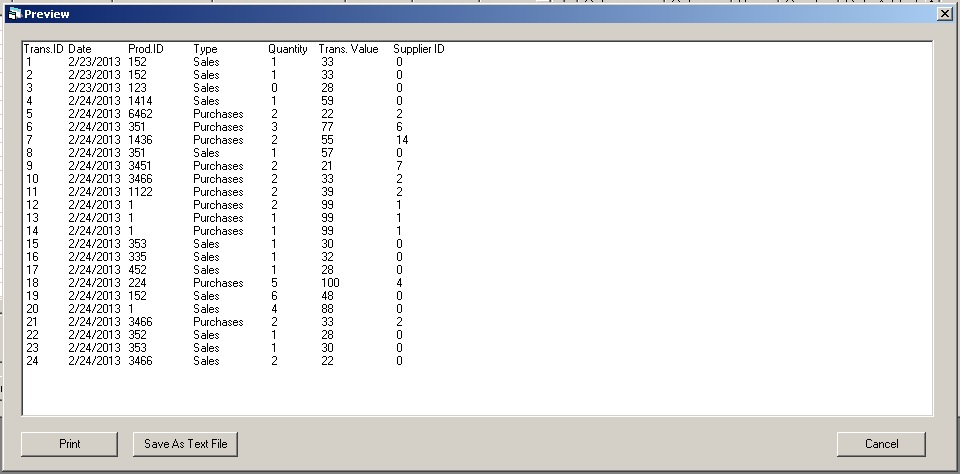 Preview
Trans.ID Date Prod.ID Type Quantity Trans. Value Supplier ID
1 2/23/2013 152 Sales 1 33 0
2 2/23/2013 152 Sales 1 33 0
3 2/23/2013 123 Sales 0 28 0
4 2/24/2013 1414 Sales 1 59 0
5 2/24/2013 6462 Purchases 2 22 2
6 2/24/2013 351 Purchases 3 77 6
7 2/24/2013 1436 Purchases 2 55 14
8 2/24/2013 351 Sales 1 57 0
9 2/24/2013 3451 Purchases 2 21 7
10 2/24/2013 3466 Purchases 2 33 2
11 2/24/2013 1122 Purchases 2 39 2
12 2/24/2013 1 Purchases 2 99 1
13 2/24/2013 1 Purchases 1 99 1
14 2/24/2013 1 Purchases 1 99 1
15 2/24/2013 353 Sales 1 30 0
16 2/24/2013 335 Sales 1 32 0
17 2/24/2013 452 Sales 1 28 0
18 2/24/2013 224 Purchases 5 100 4
19 2/24/2013 152 Sales 6 48 0
20 2/24/2013 1 Sales 4 88 0
21 2/24/2013 3466 Purchases 2 33 2
22 2/24/2013 352 Sales 1 28 0
23 2/24/2013 353 Sales 1 30 0
24 2/24/2013 3466 Sales 2 22 0
Print Save As Text File Cancel